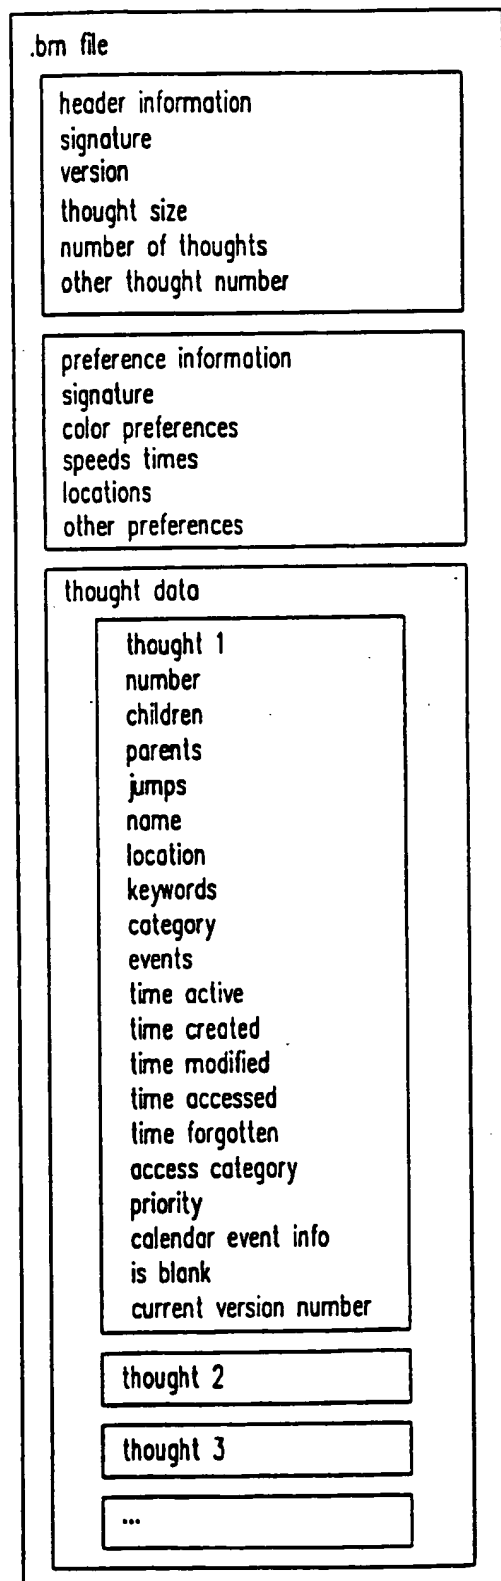 .brn file
header information
signature
version
thought size
number of thoughts
other thought number
preference information
signature
color preferences
speeds times
locations
other preferences
thought data
thought 1
number
children
parents
jumps
name
location
keywords
category
events
time active
time created
time modified
time accessed
time forgotten
access category
priority
calendar event info
is blank
current version number
thought 2
thought 3
...